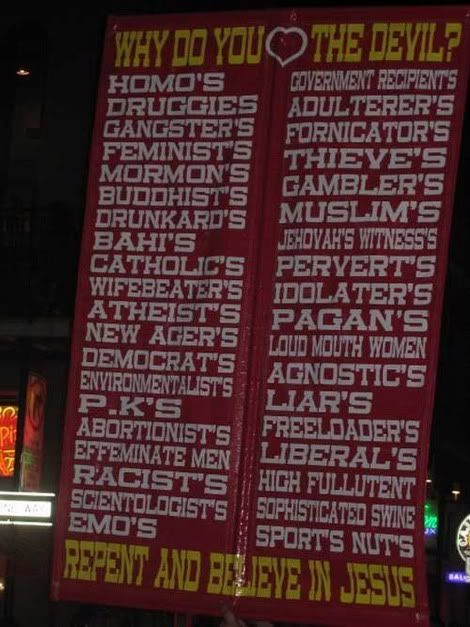 WHY DO YOU ♡ THE DEVIL?
HOMO'S
DRUGGIES
GANGSTER'S
FEMINIST'S
MORMON'S
BUDDHIST'S
DRUNKARD'S
BAHI'S
CATHOLIC'S
WIFEBEATER'S
ATHEIST'S
NEW AGER'S
DEMOCRAT'S
ENVIRONMENTALIST'S
P.K'S
ABORTIONIST'S
EFFEMINATE MEN
RACIST'S
SCIENTOLOGIST'S
EMO'S
GOVERNMENT RECIPIENT'S
ADULTERER'S
FORNICATOR'S
THIEVE'S
GAMBLER'S
MUSLIM'S
JEHOVAH'S WITNESS'S
PERVERT'S
IDOLATER'S
PAGAN'S
LOUD MOUTH WOMEN
AGNOSTIC'S
LIAR'S
FREELOADER'S
LIBERAL'S
HIGH FULLUTENT
SOPHISTICATED SWINE
SPORT'S NUT'S
REPENT AND BELIEVE IN JESUS